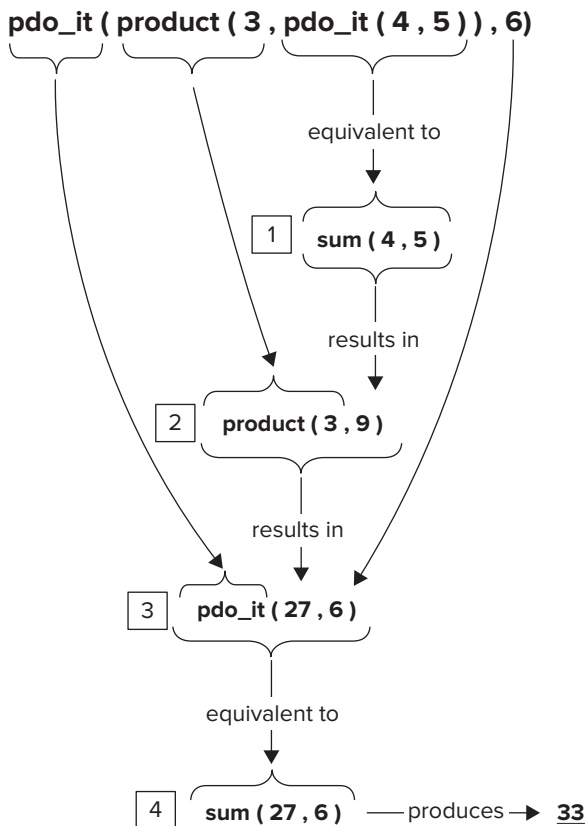 pdo_it ( product ( 3 , pdo_it ( 4 , 5 ) ) , 6)
equivalent to
1 sum ( 4 , 5 )
results in
2 product ( 3 , 9 )
results in
3 pdo_it ( 27 , 6 )
equivalent to
4 sum ( 27 , 6 ) produces 33